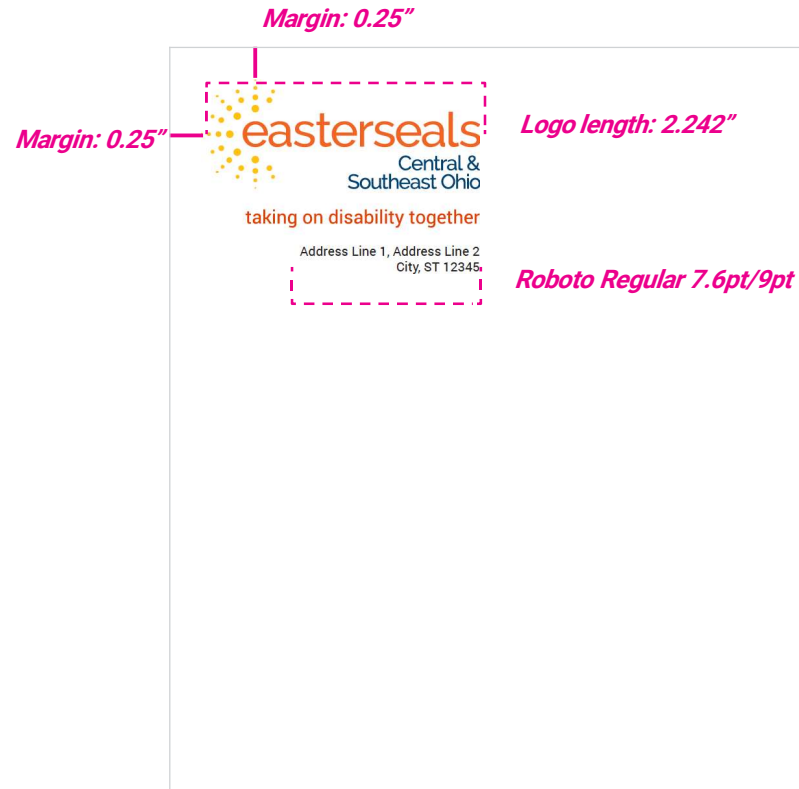 Margin: 0.25”
Margin: 0.25”
easterseals
Logo length: 2.242”
Central &
Southeast Ohio
taking on disability together
Address Line 1, Address Line 2
City, ST 12345
Roboto Regular 7.6pt/9pt